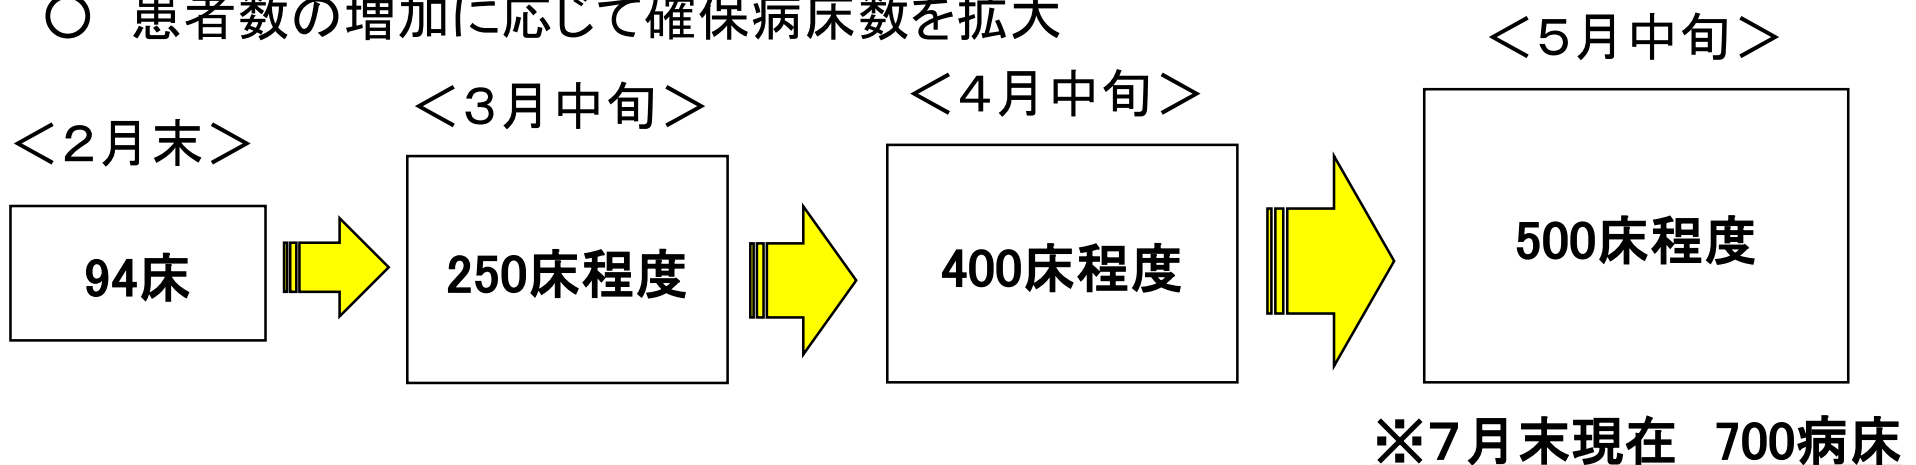 ○ 患者数の増加に応じて確保病床数を拡大
＜２月末＞
94床
＜３月中旬＞
250床程度
＜４月中旬＞
400床程度
＜５月中旬＞
500床程度
※７月末現在　700病床